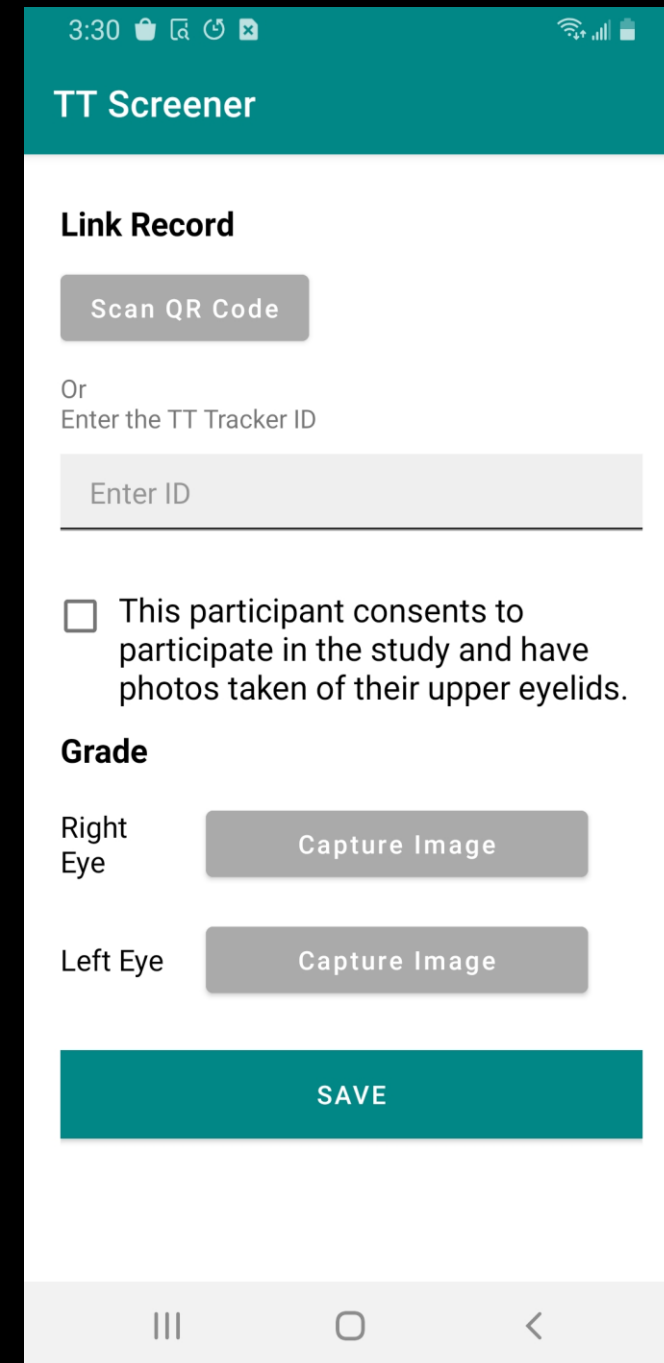 3:30
TT Screener
Link Record
Scan QR Code
Or
Enter the TT Tracker ID
Enter ID
This participant consents to
participate in the study and have
photos taken of their upper eyelids.
Grade
Right
Eye
Capture Image
Left Eye
Capture Image
SAVE